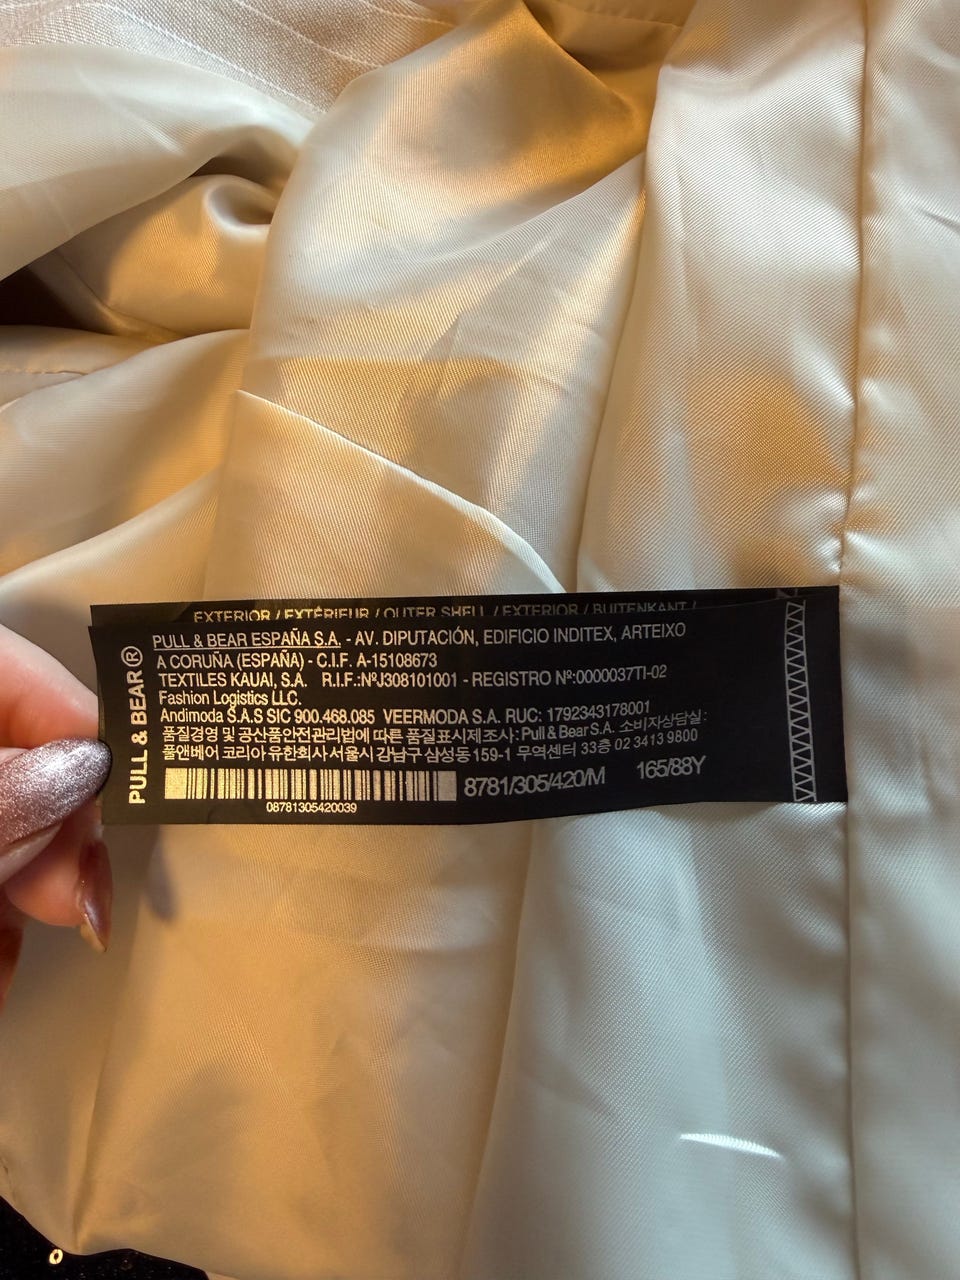 EXTERIOR / EXTÉRIEUR / OUTER SHELL / EXTERIOR / BUITENKANT /
PULL & BEAR ESPAÑA S.A. - AV. DIPUTACIÓN, EDIFICIO INDITEX, ARTEIXO
A CORUÑA (ESPAÑA) - C.I.F. A-15108673
TEXTILES KAUAI, S.A. R.I.F.:NºJ308101001 - REGISTRO Nº:0000037TI-02
Fashion Logistics LLC.
Andimoda S.A.S SIC 900.468.085 VEERMODA S.A. RUC: 1792343178001
품질경영 및 공산품안전관리법에 따른 품질표시제조사: Pull & Bear S.A. 소비자상담실:
풀앤베어 코리아 유한회사 서울시 강남구 삼성동 159-1 무역센터 33층 02 3413 9800
8781/305/420/M 165/88Y
08781305420039
PULL & BEAR®